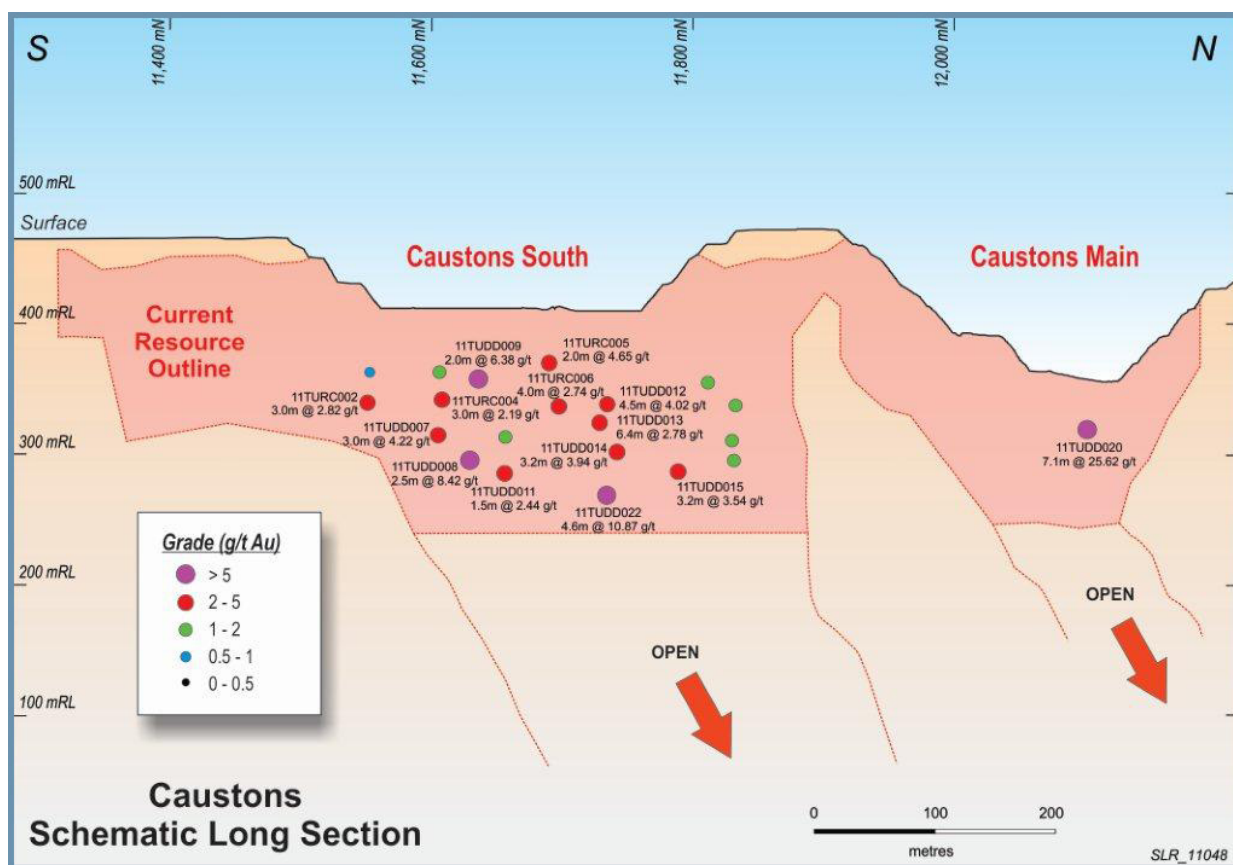 S
11,400 mN
11,600 mN
11,800 mN
12,000 mN
N
500 mRL
Surface
Caustons South
Caustons Main
400 mRL
Current
Resource
Outline
11TUDD009
2.0m @ 6.38 g/t
11TURC005
2.0m @ 4.65 g/t
11TURC006
4.0m @ 2.74 g/t
11TURC002
3.0m @ 2.82 g/t
11TURC004
3.0m @ 2.19 g/t
11TUDD012
4.5m @ 4.02 g/t
11TUDD013
6.4m @ 2.78 g/t
11TUDD007
3.0m @ 4.22 g/t
11TUDD014
3.2m @ 3.94 g/t
11TUDD020
7.1m @ 25.62 g/t
300 mRL
11TUDD008
2.5m @ 8.42 g/t
11TUDD011
1.5m @ 2.44 g/t
11TUDD015
3.2m @ 3.54 g/t
11TUDD022
4.6m @ 10.87 g/t
Grade (g/t Au)
> 5
2 - 5
1 - 2
0.5 - 1
0 - 0.5
200 mRL
OPEN
OPEN
100 mRL
Caustons
Schematic Long Section
0 100 200
metres
SLR_11048